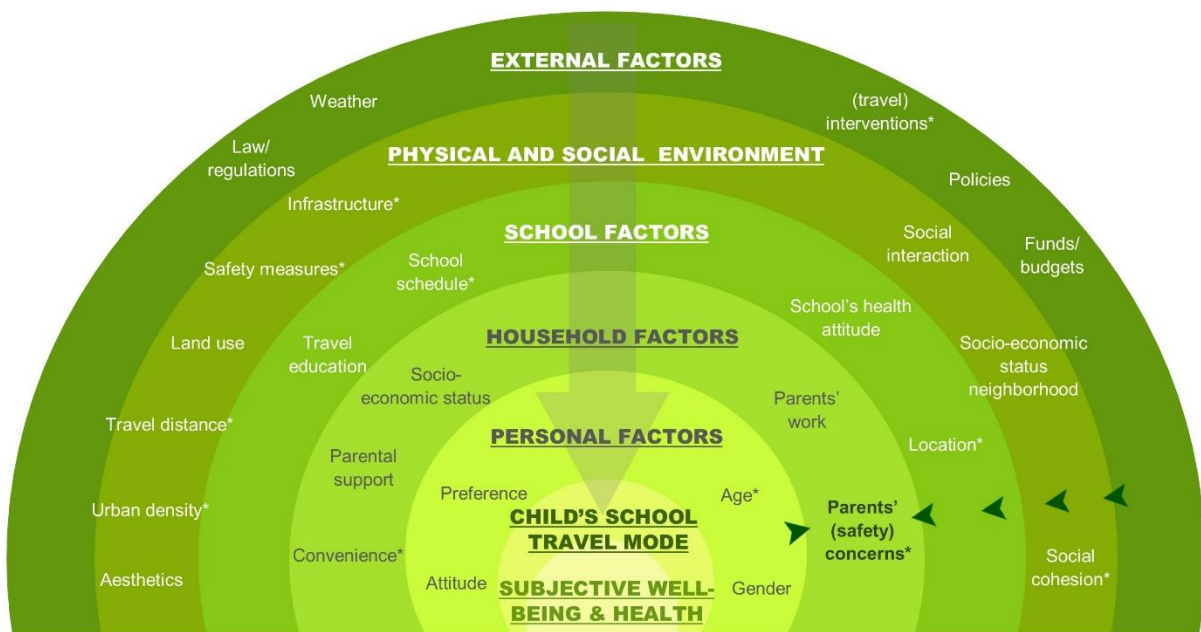 EXTERNAL FACTORS
Weather
(travel)
interventions*
Law/
regulations
PHYSICAL AND SOCIAL ENVIRONMENT
Policies
Infrastructure*
SCHOOL FACTORS
Social
interaction
Funds/
budgets
Safety measures*
School
schedule*
School's health
attitude
Land use
Travel
education
HOUSEHOLD FACTORS
Socio-economic
status
neighborhood
Socio-
economic status
Parents'
work
Travel distance*
PERSONAL FACTORS
Location*
Parental
support
Preference
Age*
Urban density*
CHILD'S SCHOOL
TRAVEL MODE
Parents'
(safety)
concerns*
Convenience*
Social
cohesion*
Aesthetics
Attitude
SUBJECTIVE WELL-
BEING & HEALTH
Gender